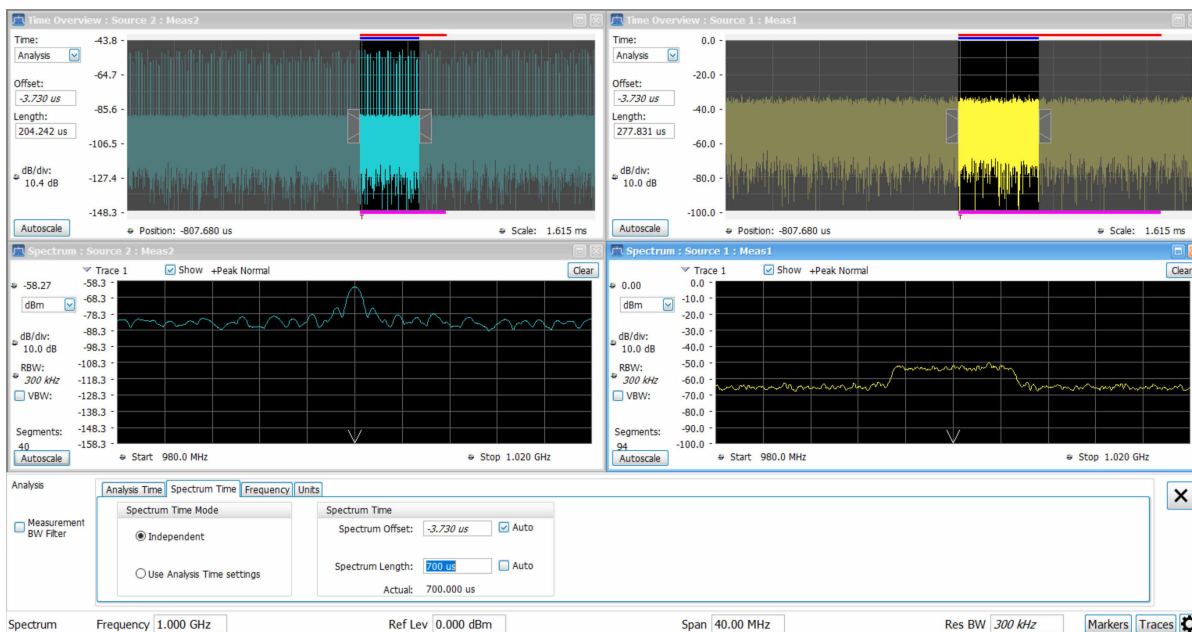 Time Overview : Source 2 : Meas2
Time:
Analysis
Offset:
-3.730 us
Length:
204.242 us
dB/div:
10.4 dB
Autoscale
-43.8
-64.7
-85.6
-106.5
-127.4
-148.3
Position: -807.680 us
Scale: 1.615 ms
Time Overview : Source 1 : Meas1
Time:
Analysis
Offset:
-3.730 us
Length:
277.831 us
dB/div:
10.0 dB
Autoscale
0.0
-20.0
-40.0
-60.0
-80.0
-100.0
Position: -807.680 us
Scale: 1.615 ms
Spectrum : Source 2 : Meas2
Trace 1 Show +Peak Normal Clear
-58.27
dBm
dB/div:
10.0 dB
RBW:
300 kHz
VBW:
Segments:
40
Autoscale
-58.3
-68.3
-78.3
-88.3
-98.3
-108.3
-118.3
-128.3
-138.3
-148.3
-158.3
Start 980.0 MHz
Stop 1.020 GHz
Spectrum : Source 1 : Meas1
Trace 1 Show +Peak Normal Clear
0.00
dBm
dB/div:
10.0 dB
RBW:
300 kHz
VBW:
Segments:
94
Autoscale
0.0
-10.0
-20.0
-30.0
-40.0
-50.0
-60.0
-70.0
-80.0
-90.0
-100.0
Start 980.0 MHz
Stop 1.020 GHz
Analysis
Measurement
BW Filter
Analysis Time Spectrum Time Frequency Units
Spectrum Time Mode
Independent
Use Analysis Time settings
Spectrum Time
Spectrum Offset: -3.730 us Auto
Spectrum Length: 700 us Auto
Actual: 700.000 us
Spectrum Frequency 1.000 GHz Ref Lev 0.000 dBm Span 40.00 MHz Res BW 300 kHz Markers Traces